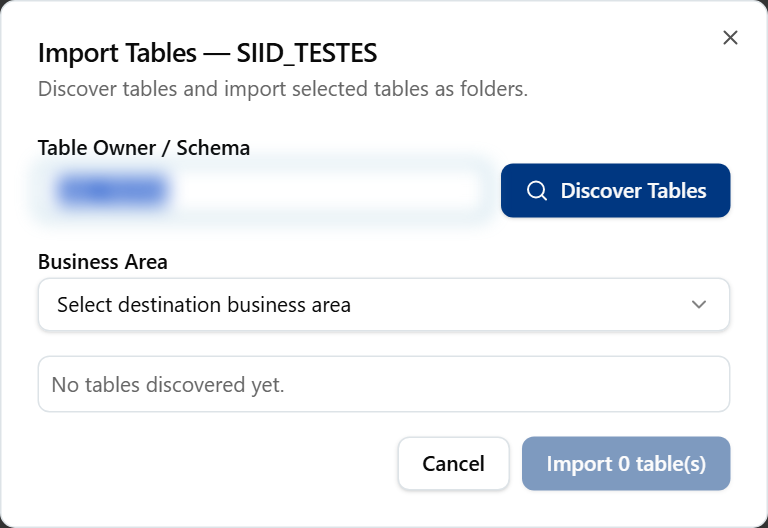 Import Tables — SIID_TESTES
Discover tables and import selected tables as folders.
Table Owner / Schema
Discover Tables
Business Area
Select destination business area
No tables discovered yet.
Cancel
Import 0 table(s)